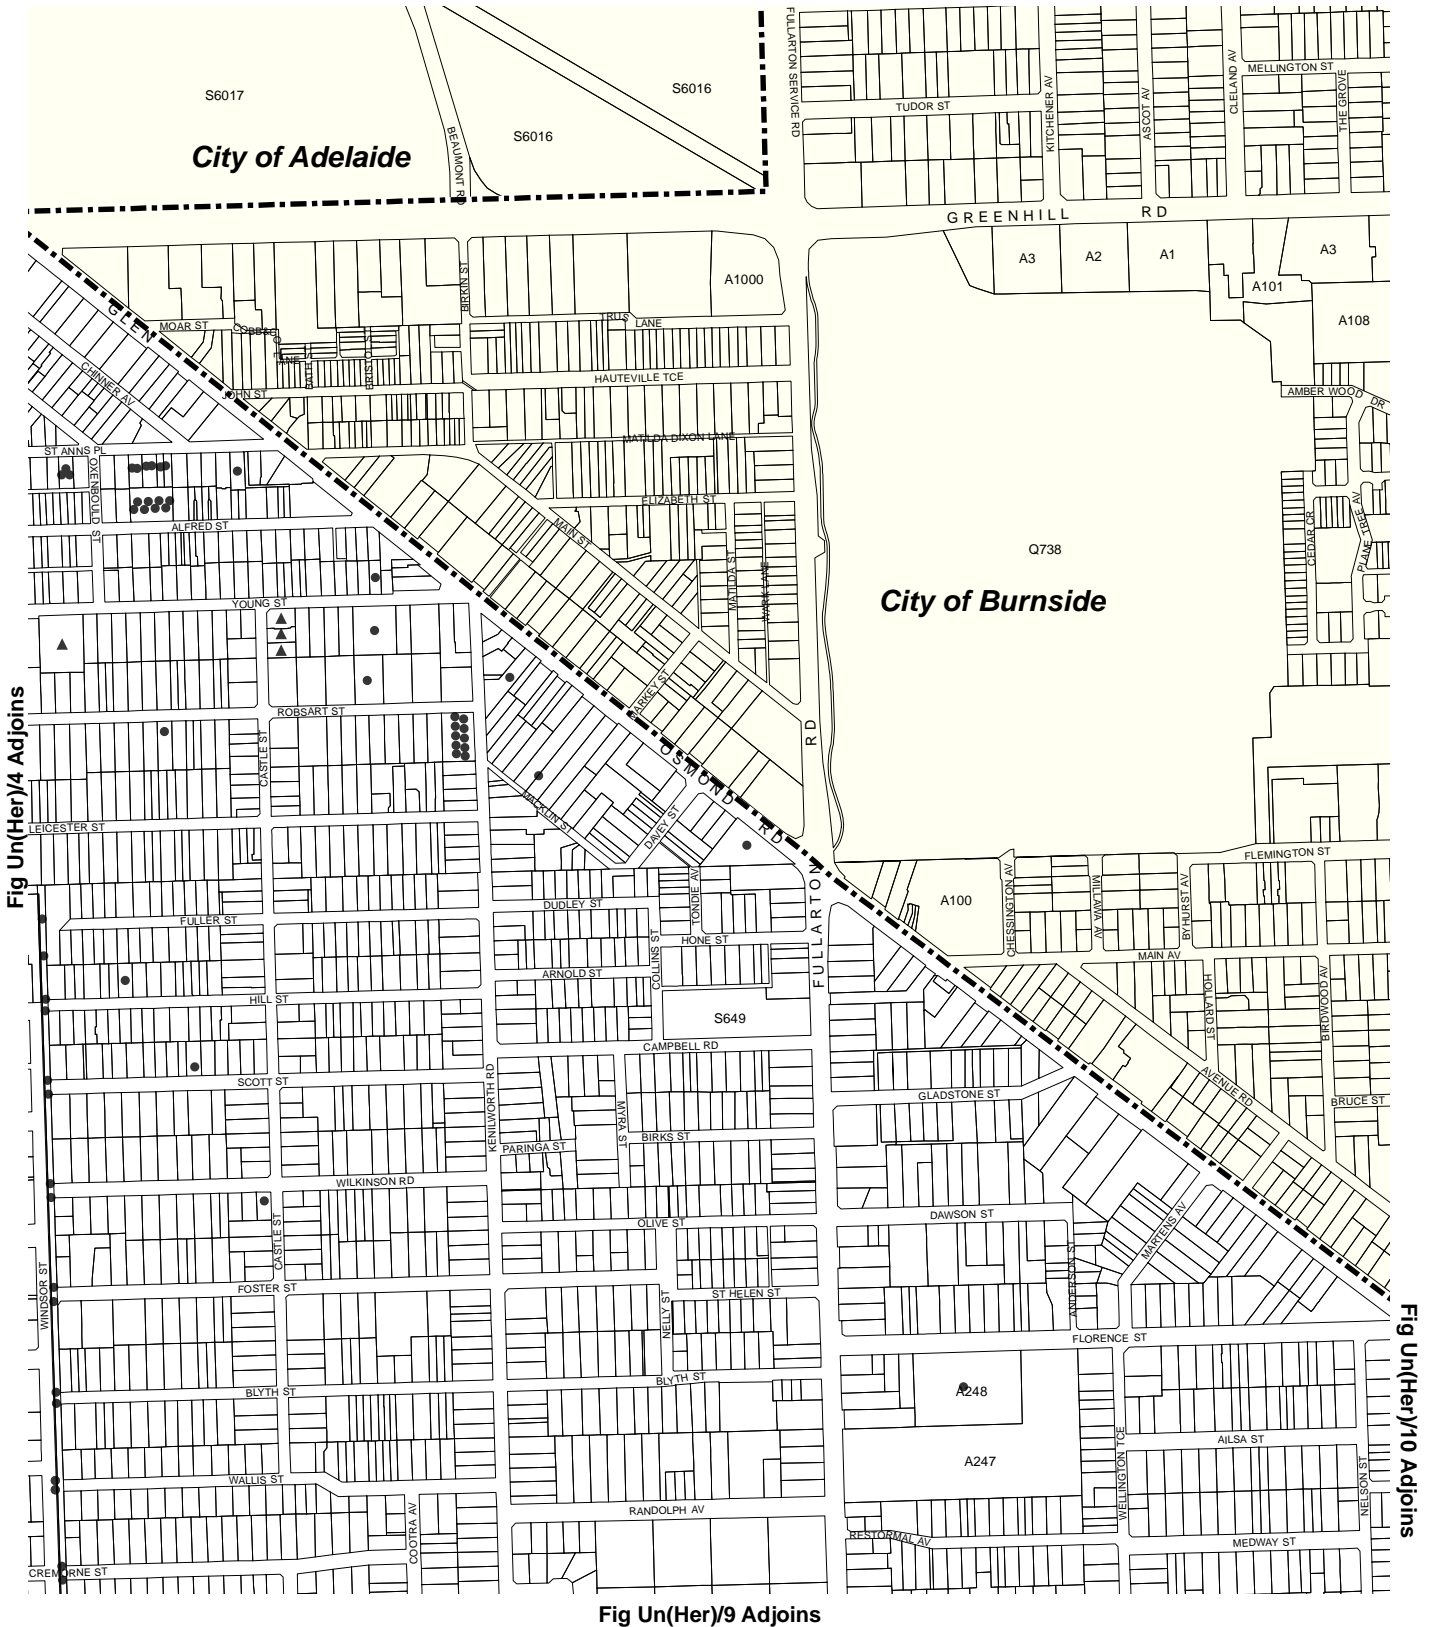 FULLARTON SERVICE RD
KITCHENER AV
ASCOT AV
CLELAND AV
MELLINGTON ST
THE GROVE
TUDOR ST
S6017
S6016
S6016
BEAUMONT RD
City of Adelaide
GREENHILL RD
A3
A2
A1
A3
A101
A108
A1000
BIRKIN ST
GLEN
MOAR ST
TRUS
LANE
BRISTOL ST
BATH ST
HAUTEVILLE TCE
CHINNER AV
JOHN ST
AMBER WOOD DR
MATILDA DIXON LANE
ST ANNS PL
OXENBOULD ST
ELIZABETH ST
ALFRED ST
MAIN ST
MATILDA ST
WARK LANE
Q738
CEDAR CR
PLANE TREE AV
City of Burnside
YOUNG ST
MARKEY ST
ROBSART ST
CASTLE ST
RD
OSMOND RD
Fig Un(Her)/4 Adjoins
MACKLIN ST
DAVEY ST
LEICESTER ST
FLEMINGTON ST
TONDIE AV
FULLARTON
CHESSINGTON AV
MILLAWA AV
BYHURST AV
A100
DUDLEY ST
FULLER ST
HONE ST
COLLINS ST
MAIN AV
HOLLARD ST
BIRDWOOD AV
ARNOLD ST
HILL ST
S649
CAMPBELL RD
KENILWORTH RD
SCOTT ST
GLADSTONE ST
AVENUE RD
BRUCE ST
MYRA ST
BIRKS ST
PARINGA ST
WILKINSON RD
OLIVE ST
DAWSON ST
MARTENS AV
CASTLE ST
ANDERSON ST
WINDSOR ST
FOSTER ST
NELLY ST
ST HELEN ST
FLORENCE ST
Fig Un(Her)/10 Adjoins
BLYTH ST
BLYTH ST
A248
AILSA ST
A247
WELLINGTON TCE
NELSON ST
WALLIS ST
COOTRA AV
RANDOLPH AV
RESTORMAL AV
MEDWAY ST
CREMORNE ST
Fig Un(Her)/9 Adjoins